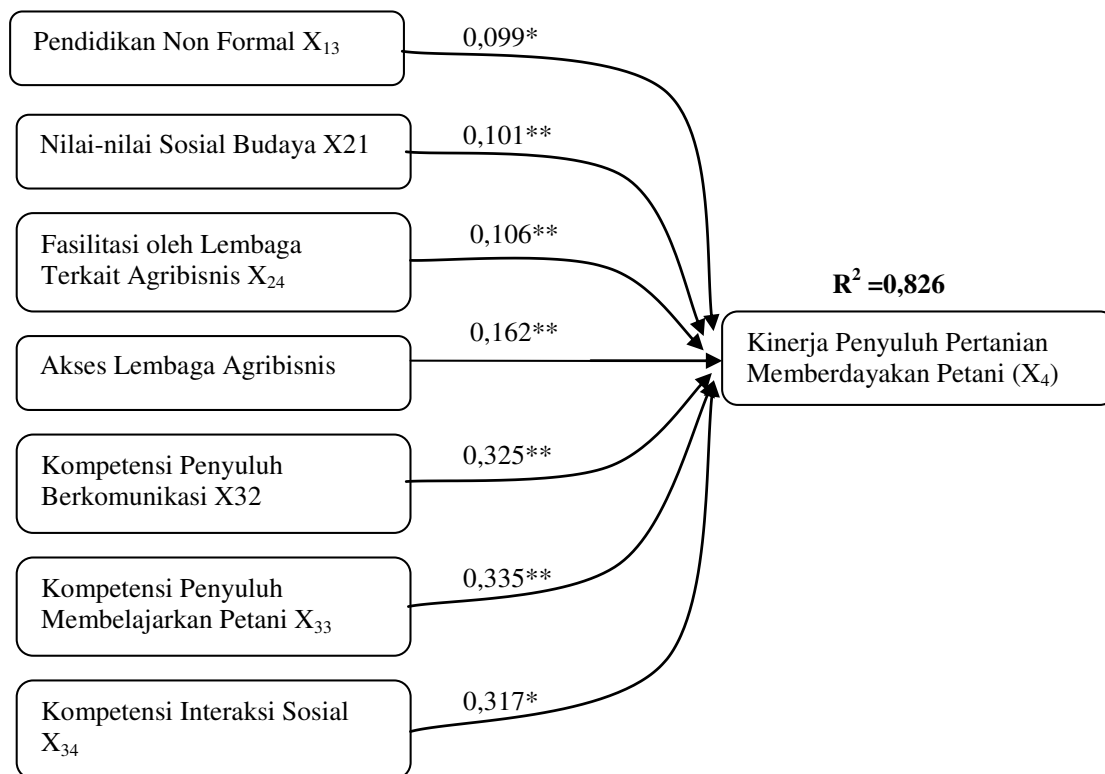 Pendidikan Non Formal X₁₃
0,099*
Nilai-nilai Sosial Budaya X21
0,101**
Fasilitasi oleh Lembaga
Terkait Agribisnis X₂₄
0,106**
Akses Lembaga Agribisnis
0,162**
Kompetensi Penyuluh
Berkomunikasi X32
0,325**
Kompetensi Penyuluh
Membelajarkan Petani X₃₃
0,335**
Kompetensi Interaksi Sosial
X₃₄
0,317*
R² =0,826
Kinerja Penyuluh Pertanian
Memberdayakan Petani (X₄)